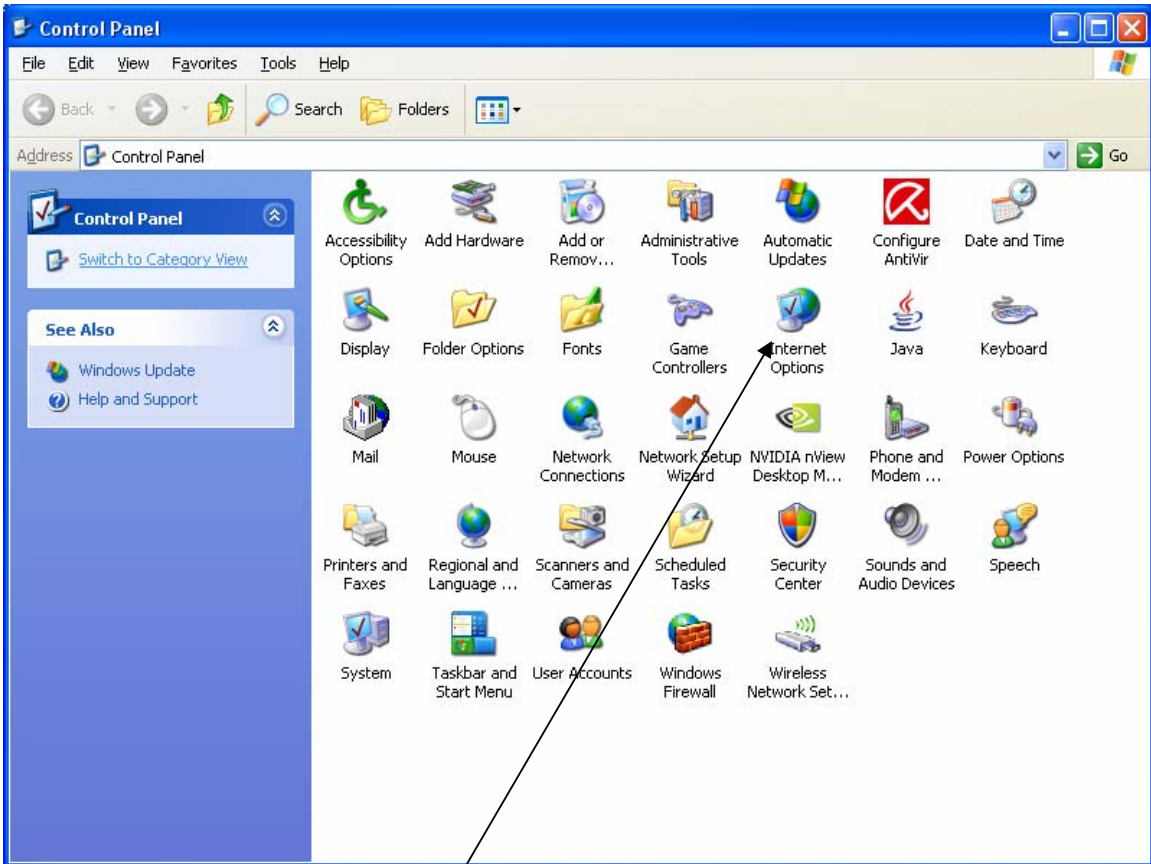 Control Panel
File Edit View Favorites Tools Help
Back Search Folders
Address Control Panel Go
Control Panel
Switch to Category View
See Also
Windows Update
Help and Support
Accessibility Options
Add Hardware
Add or Remov...
Administrative Tools
Automatic Updates
Configure AntiVir
Date and Time
Display
Folder Options
Fonts
Game Controllers
Internet Options
Java
Keyboard
Mail
Mouse
Network Connections
Network Setup Wizard
NVIDIA nView Desktop M...
Phone and Modem ...
Power Options
Printers and Faxes
Regional and Language ...
Scanners and Cameras
Scheduled Tasks
Security Center
Sounds and Audio Devices
Speech
System
Taskbar and Start Menu
User Accounts
Windows Firewall
Wireless Network Set...